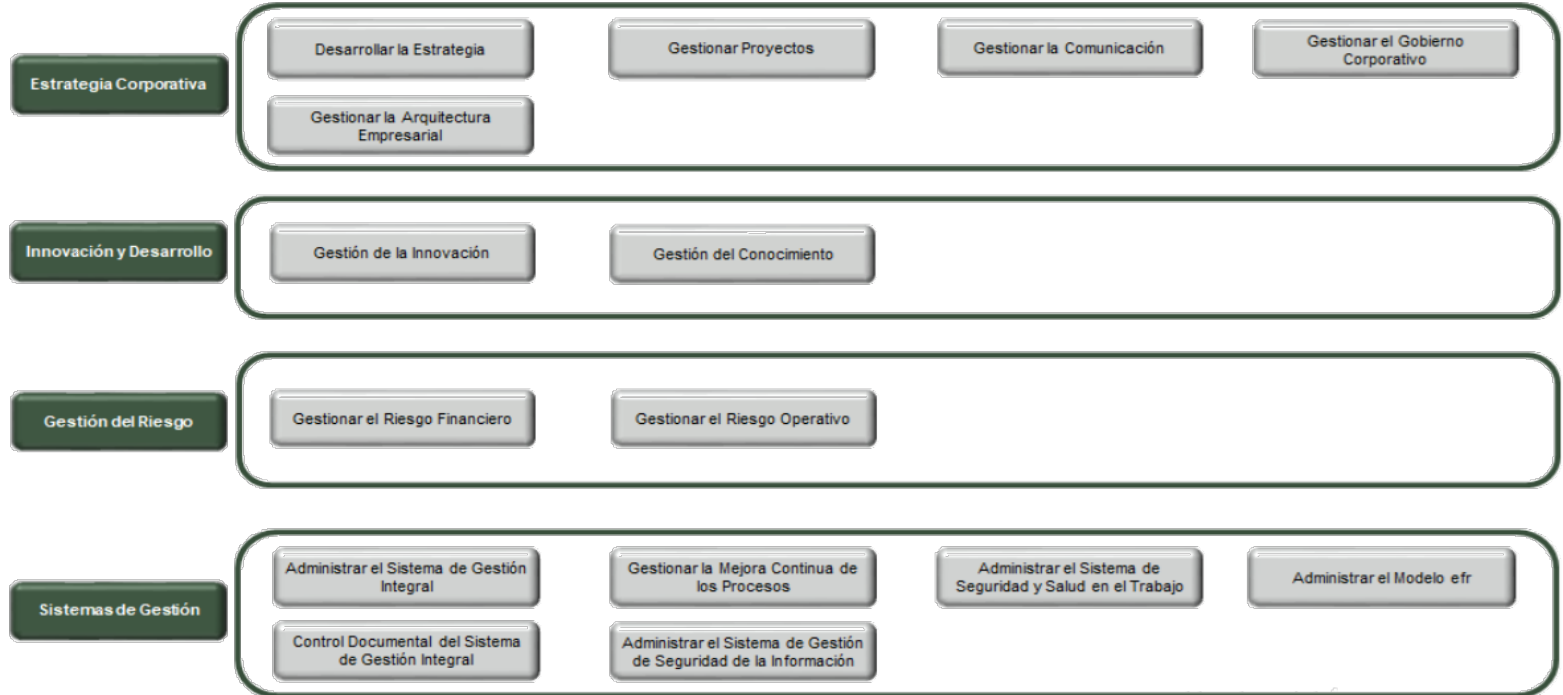 Estrategia Corporativa
Desarrollar la Estrategia
Gestionar Proyectos
Gestionar la Comunicación
Gestionar el Gobierno
Corporativo
Gestionar la Arquitectura
Empresarial
Innovación y Desarrollo
Gestión de la Innovación
Gestión del Conocimiento
Gestión del Riesgo
Gestionar el Riesgo Financiero
Gestionar el Riesgo Operativo
Sistemas de Gestión
Administrar el Sistema de Gestión
Integral
Gestionar la Mejora Continua de
los Procesos
Administrar el Sistema de
Seguridad y Salud en el Trabajo
Administrar el Modelo efr
Control Documental del Sistema
de Gestión Integral
Administrar el Sistema de Gestión
de Seguridad de la Información